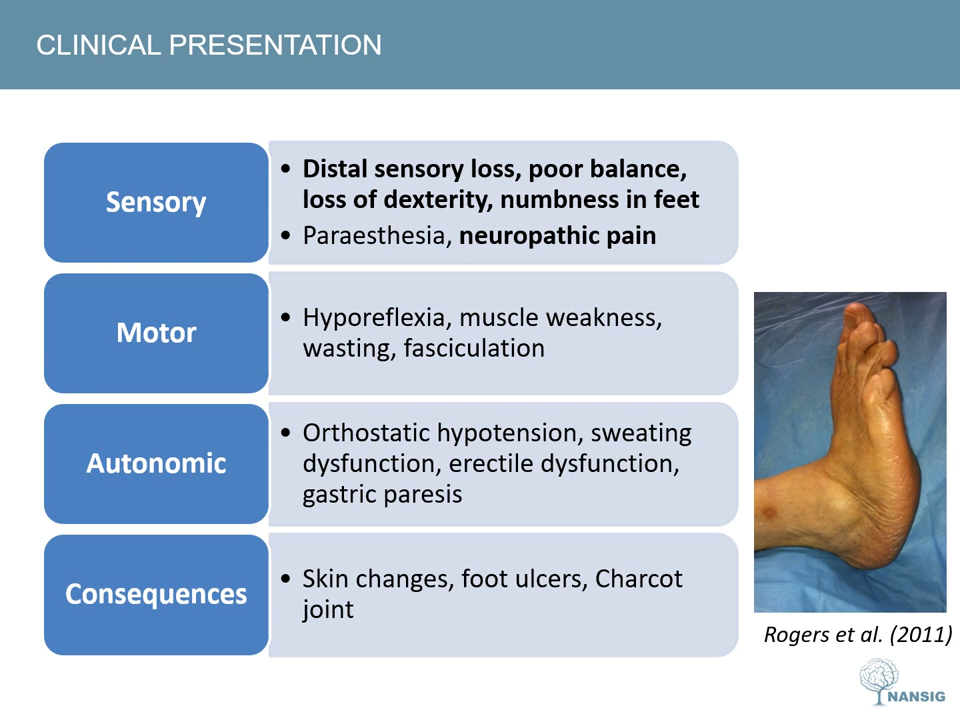 CLINICAL PRESENTATION
Sensory
• Distal sensory loss, poor balance,
loss of dexterity, numbness in feet
• Paraesthesia, neuropathic pain
Motor
• Hyporeflexia, muscle weakness,
wasting, fasciculation
Autonomic
• Orthostatic hypotension, sweating
dysfunction, erectile dysfunction,
gastric paresis
Consequences
• Skin changes, foot ulcers, Charcot
joint
Rogers et al. (2011)
NANSIG